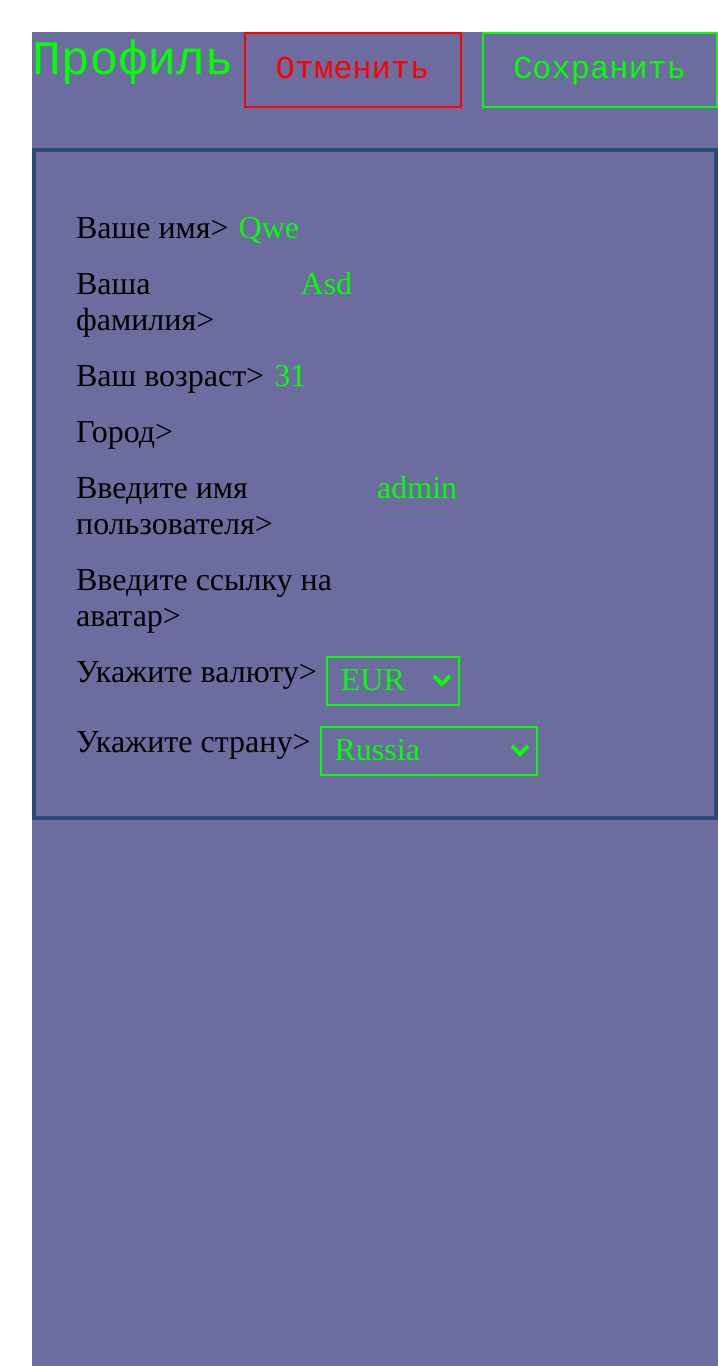 Профиль Отменить Сохранить
Ваше имя> Qwe
Ваша Asd
фамилия>
Ваш возраст> 31
Город>
Введите имя admin
пользователя>
Введите ссылку на
аватар>
Укажите валюту> EUR
Укажите страну> Russia